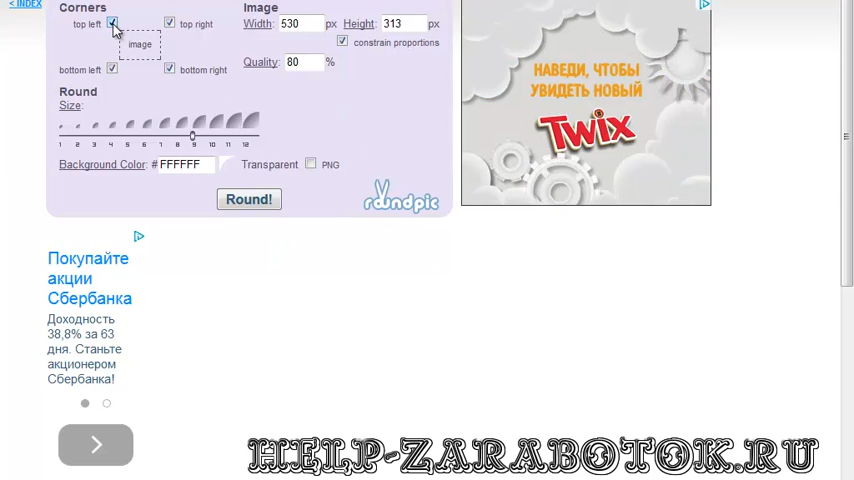 < INDEX
Corners
top left
top right
image
bottom left
bottom right
Image
Width: 530 px Height: 313 px
constrain proportions
Quality: 80 %
Round
Size:
1 2 3 4 5 6 7 8 9 10 11 12
Background Color: # FFFFFF Transparent PNG
Round!
roundpic
НАВЕДИ, ЧТОБЫ
УВИДЕТЬ НОВЫЙ
TWIX
Покупайте
акции
Сбербанка
Доходность
38,8% за 63
дня. Станьте
акционером
Сбербанка!
HELP-ZARABOTOK.RU